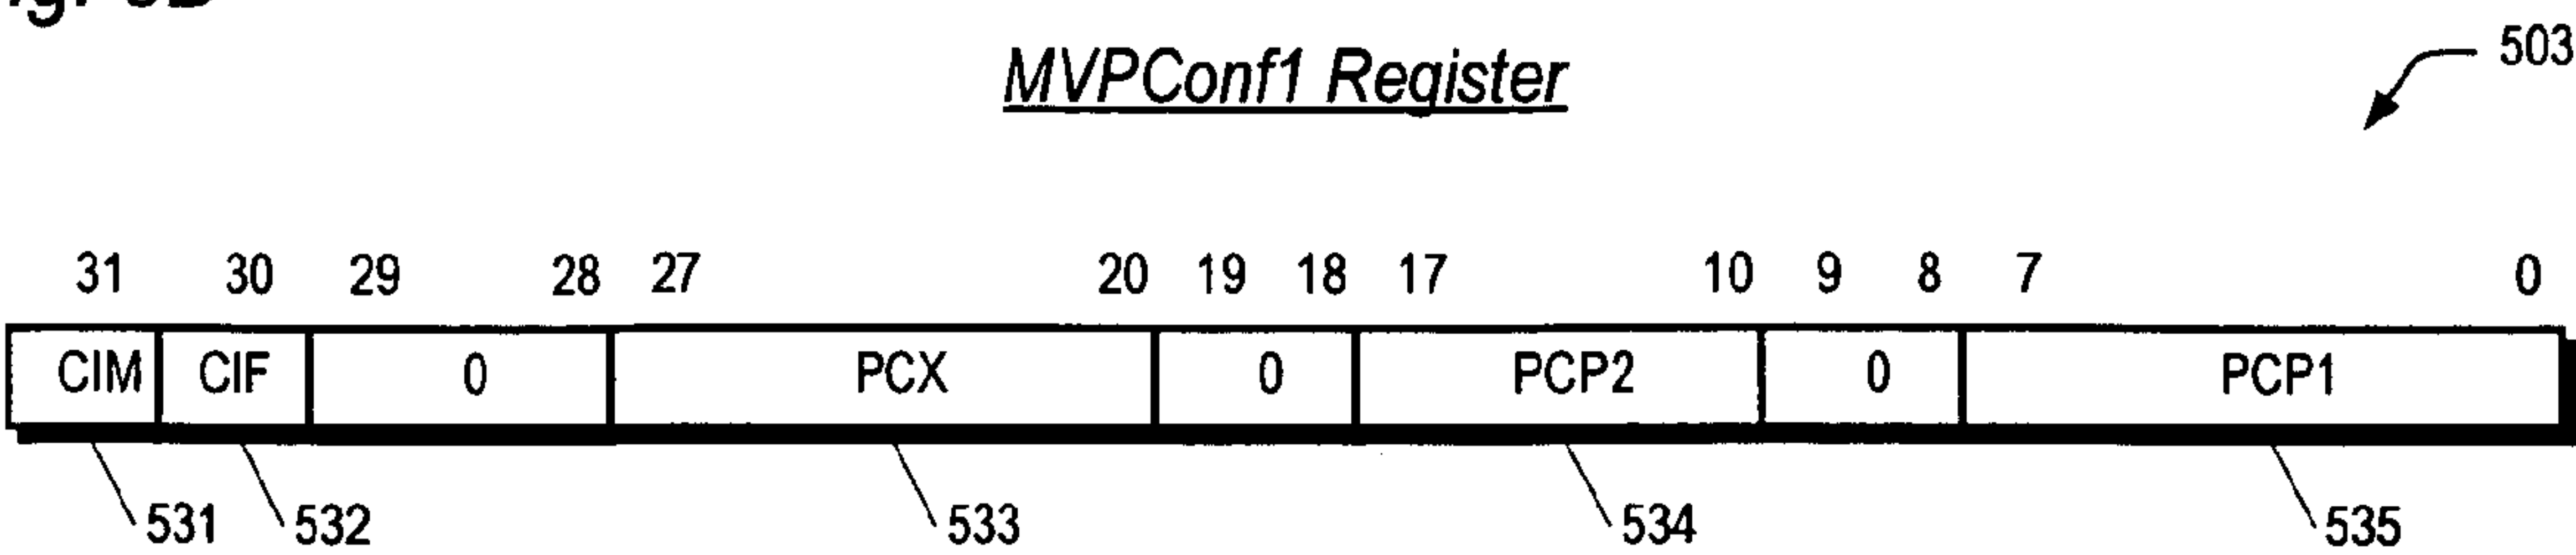 MVPConf1 Register
503
31 30 29 28 27 20 19 18 17 10 9 8 7 0
CIM CIF 0 PCX 0 PCP2 0 PCP1
531 532 533 534 535